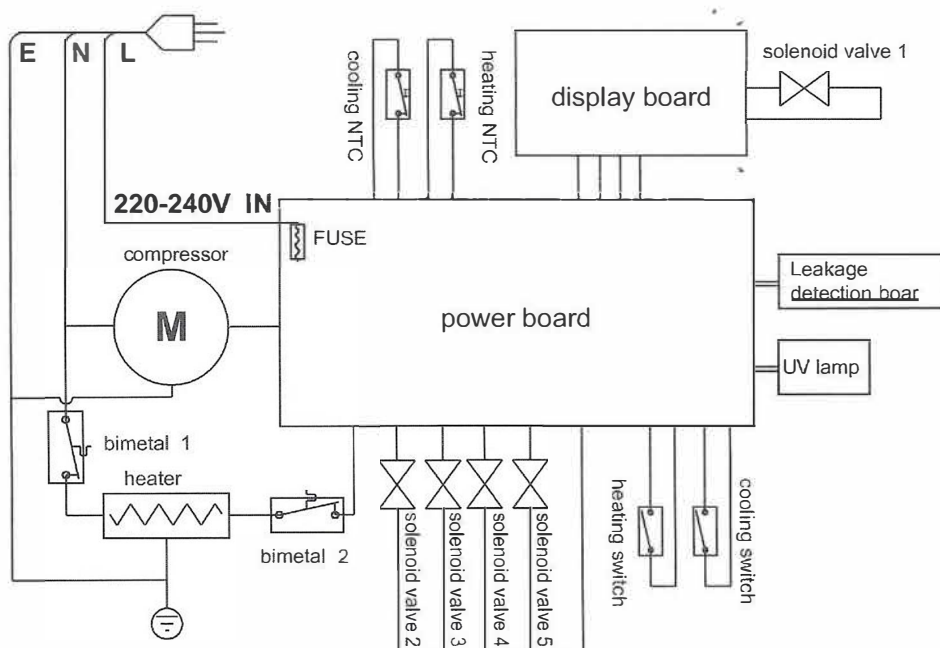 E N L
cooling NTC
heating NTC
display board
solenoid valve 1
220-240V IN
FUSE
compressor
M
power board
Leakage
detection boar
UV lamp
bimetal 1
heater
bimetal 2
solenoid valve 2
solenoid valve 3
solenoid valve 4
solenoid valve 5
heating switch
cooling switch